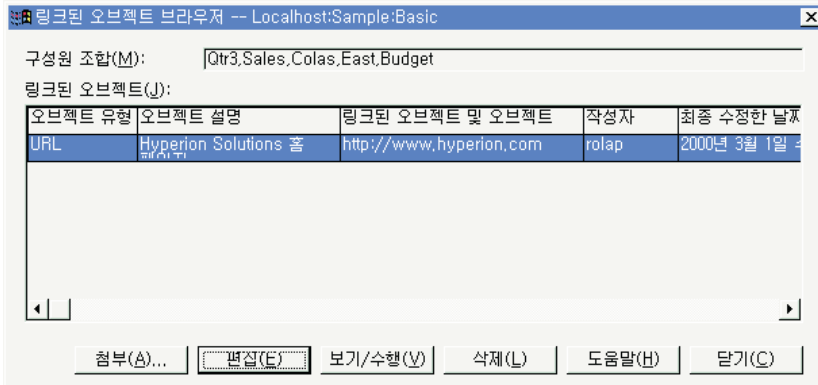 링크된 오브젝트 브라우저 -- Localhost:Sample:Basic
구성원 조합(M): Qtr3,Sales,Colas,East,Budget
링크된 오브젝트(J):
오브젝트 유형 오브젝트 설명 링크된 오브젝트 및 오브젝트 작성자 최종 수정한 날짜
URL Hyperion Solutions 홈 http://www.hyperion.com rolap 2000년 3월 1일
첨부(A)... 편집(E) 보기/수행(V) 삭제(L) 도움말(H) 닫기(C)